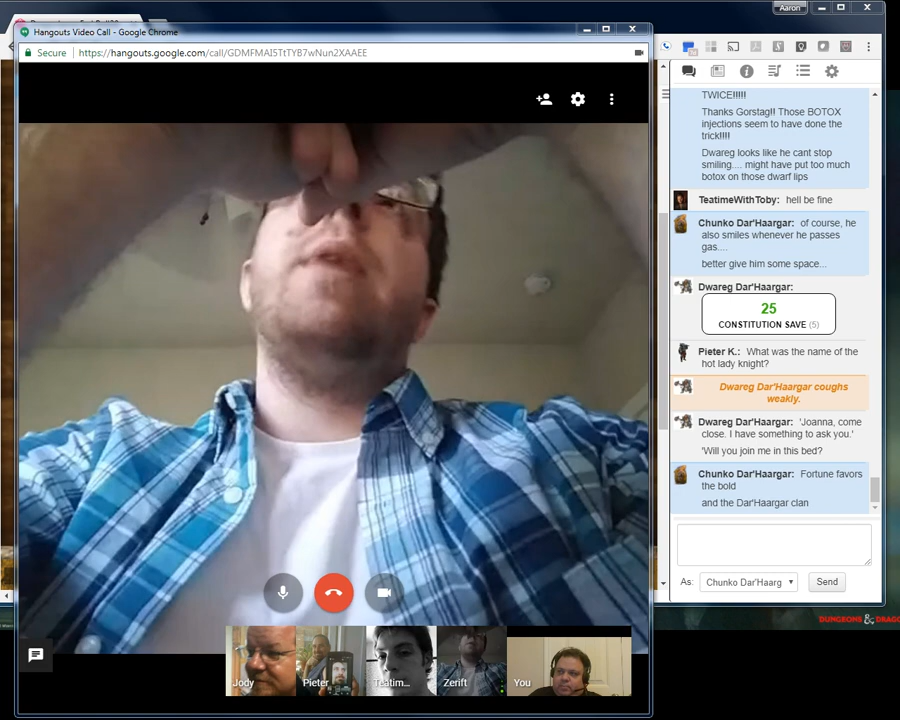 Aaron
Hangouts Video Call - Google Chrome
Secure
https://hangouts.google.com/call/GDMFMAI5TtTYB7wNun2XAAEE
TWICE!!!!!
Thanks Gorstag!! Those BOTOX
injections seem to have done the
trick!!!!
Dwareg looks like he cant stop
smiling.... might have put too much
botox on those dwarf lips
TeatimeWithToby: hell be fine
Chunko Dar'Haargar: of course, he
also smiles whenever he passes
gas....
better give him some space...
Dwareg Dar'Haargar:
25
CONSTITUTION SAVE (5)
Pieter K.: What was the name of the
hot lady knight?
Dwareg Dar'Haargar coughs
weakly.
Dwareg Dar'Haargar: 'Joanna, come
close. I have something to ask you.'
'Will you join me in this bed?
Chunko Dar'Haargar: Fortune favors
the bold
and the Dar'Haargar clan
As: Chunko Dar'Haarg
Send
DUNGEONS & DRAGO
Jody
Pieter
Teatim...
Zerift
You